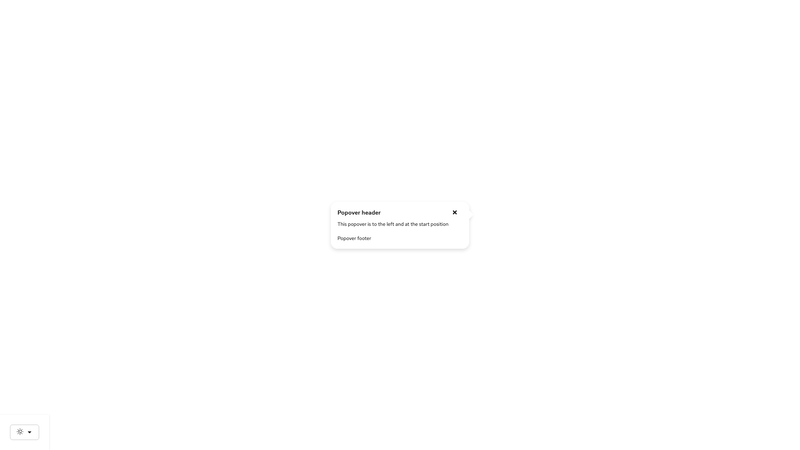 Popover header
This popover is to the left and at the start position
Popover footer